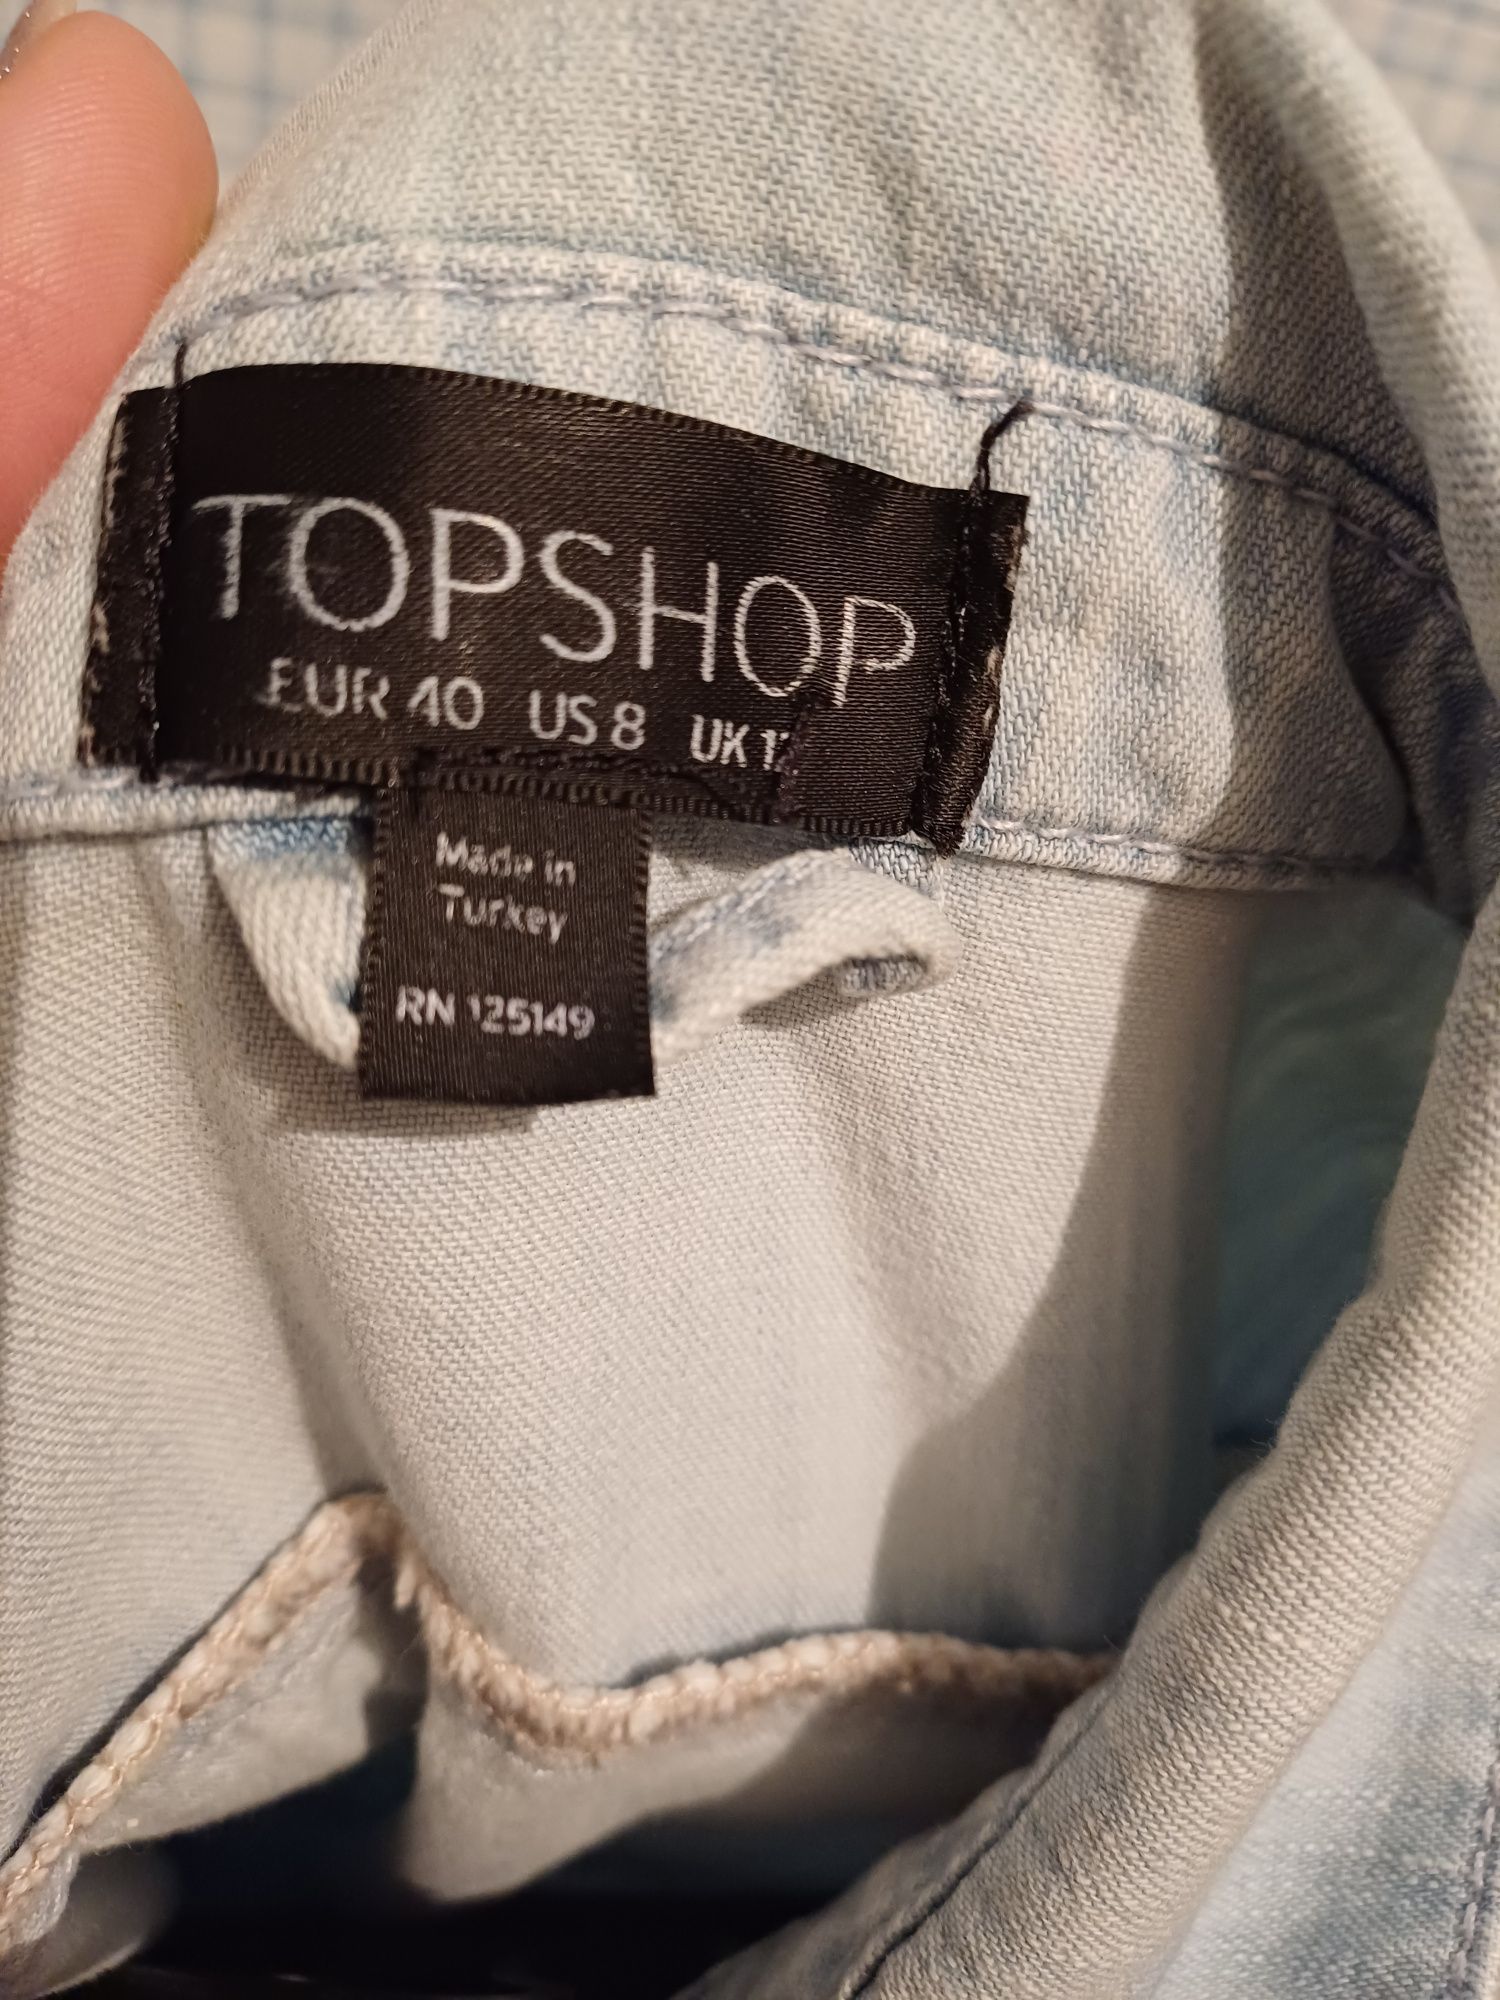 TOPSHOP
EUR 40 US 8 UK 12
Made in
Turkey
RN 125149